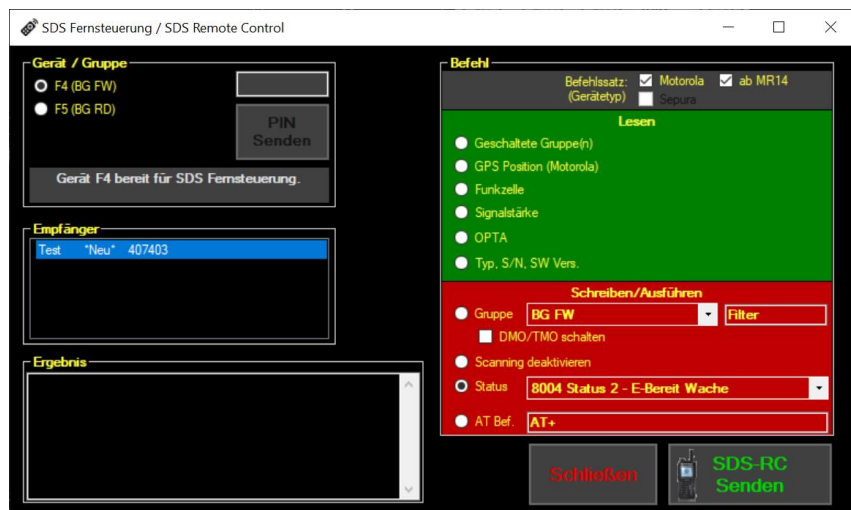 SDS Fernsteuerung / SDS Remote Control
Gerät / Gruppe
F4 (BG FW)
F5 (BG RD)
PIN
Senden
Gerät F4 bereit für SDS Fernsteuerung.
Empfänger
Test *Neu* 407403
Ergebnis
Befehl
Befehlssatz: Motorola ab MR14
(Gerätetyp) Sepura
Lesen
Geschaltete Gruppe(n)
GPS Position (Motorola)
Funkzelle
Signalstärke
OPTA
Typ, S/N, SW Vers.
Schreiben/Ausführen
Gruppe BG FW Filter
DMO/TMO schalten
Scanning deaktivieren
Status 8004 Status 2 - E-Bereit Wache
AT Bef. AT+
Schließen
SDS-RC
Senden